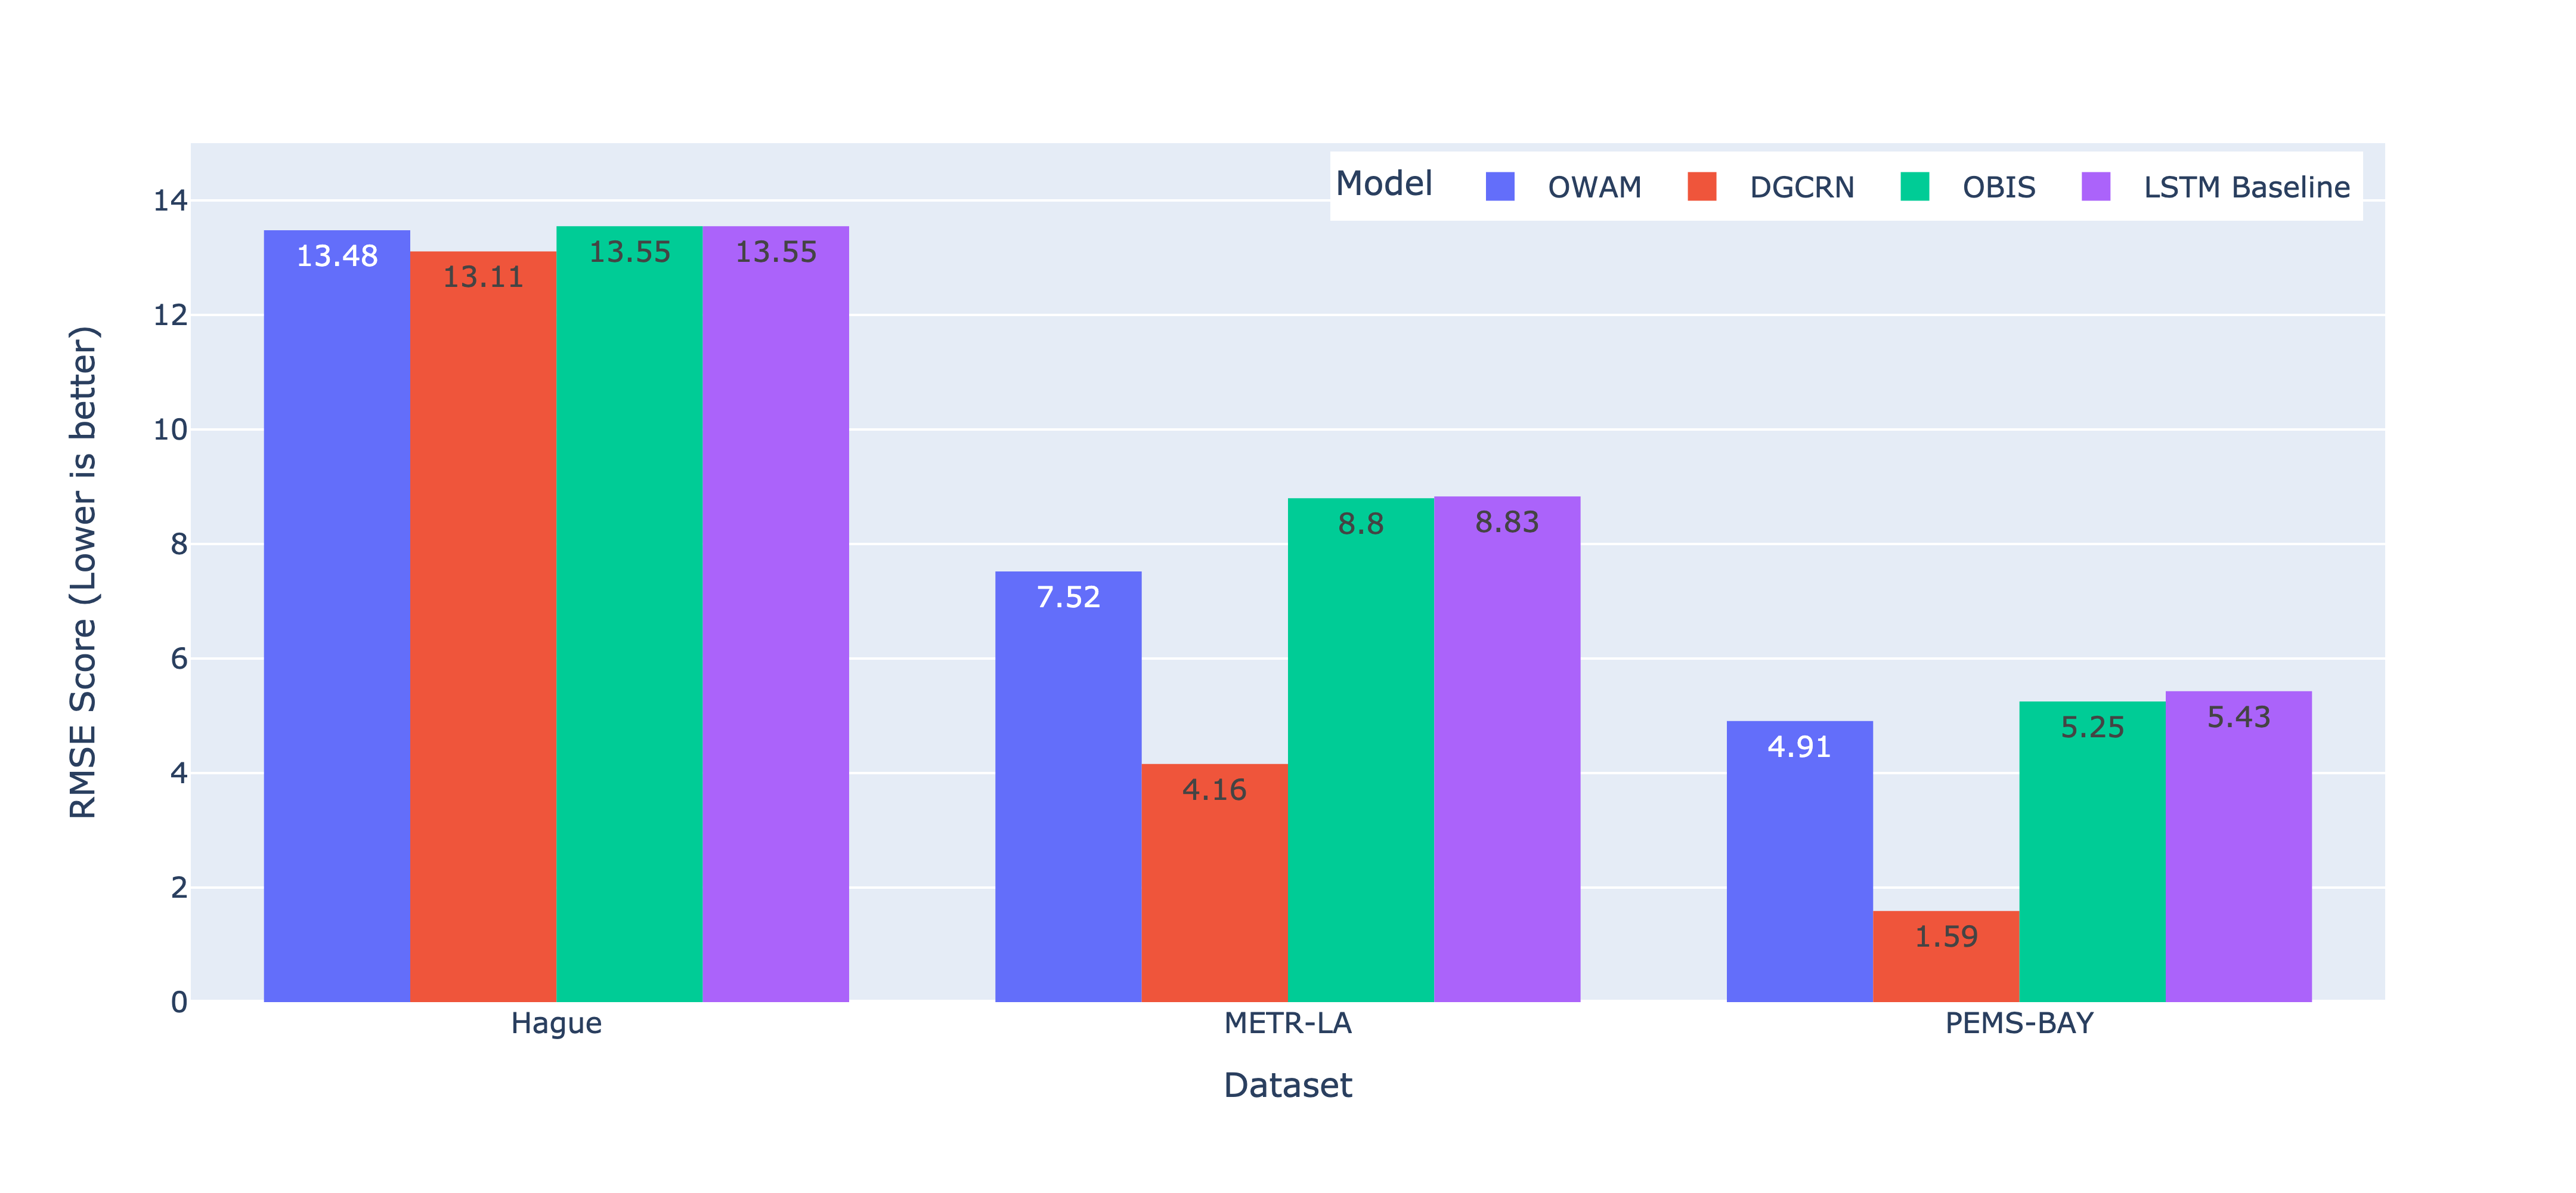 Model OWAM DGCRN OBIS LSTM Baseline
RMSE Score (Lower is better)
14
12
10
8
6
4
2
0
13.48 13.11 13.55 13.55
7.52 4.16 8.8 8.83
4.91 1.59 5.25 5.43
Hague METR-LA PEMS-BAY
Dataset